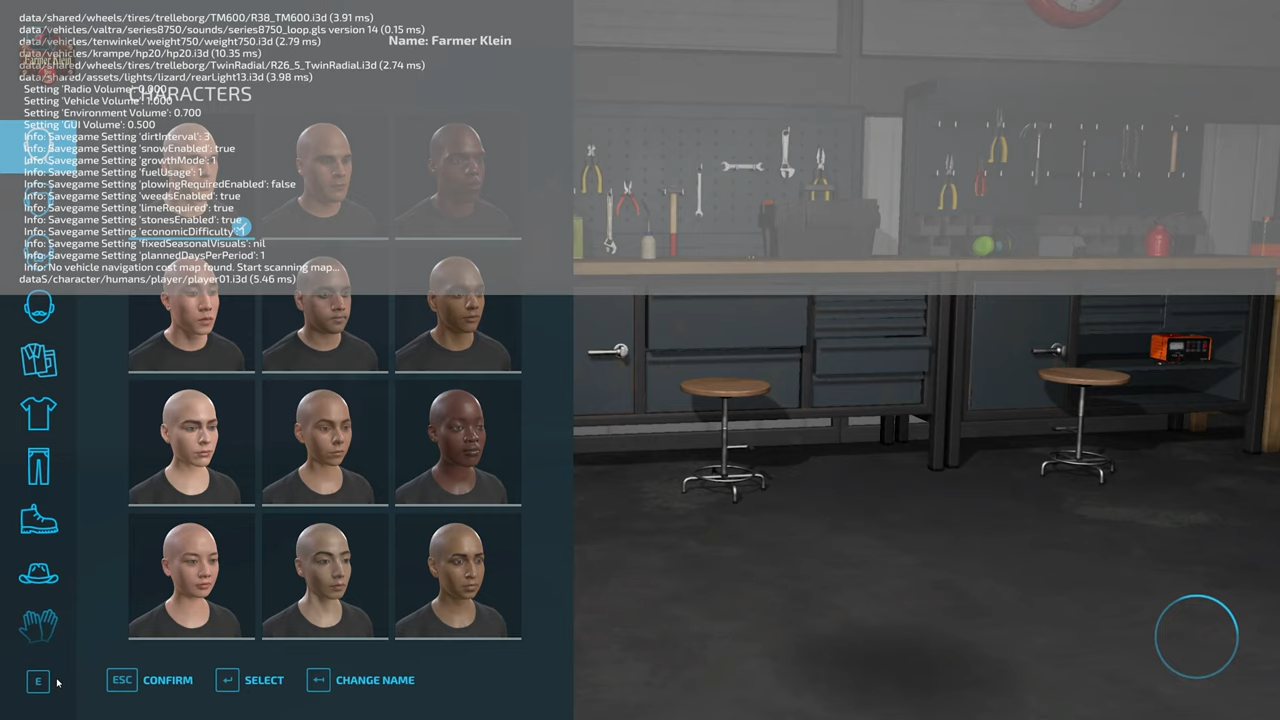 data/shared/wheels/tires/trelleborg/TM600/R38_TM600.i3d (3.91 ms)
data/vehicles/valtra/series8750/sounds/series8750_loop.gls version 14 (0.15 ms)
data/vehicles/tenwinkel/weight750/weight750.i3d (2.79 ms)
Name: Farmer Klein
data/vehicles/krampe/hp20/hp20.i3d (10.35 ms)
data/shared/wheels/tires/trelleborg/TwinRadial/R26_5_TwinRadial.i3d (2.74 ms)
Farmer Klein
data/shared/assets/lights/lizard/rearLight13.i3d (3.98 ms)
Setting 'Radio Volume': 0.000
CHARACTERS
Setting 'Vehicle Volume': 1.000
Setting 'Environment Volume': 0.700
Setting 'GUI Volume': 0.500
Info: Savegame Setting 'dirtInterval': 3
Info: Savegame Setting 'snowEnabled': true
Info: Savegame Setting 'growthMode': 1
Info: Savegame Setting 'fuelUsage': 1
Info: Savegame Setting 'plowingRequiredEnabled': false
Info: Savegame Setting 'weedsEnabled': true
Info: Savegame Setting 'limeRequired': true
Info: Savegame Setting 'stonesEnabled': true
Info: Savegame Setting 'economicDifficulty': 1
Info: Savegame Setting 'fixedSeasonalVisuals': nil
Info: Savegame Setting 'plannedDaysPerPeriod': 1
Info: No vehicle navigation cost map found. Start scanning map...
dataS/character/humans/player/player01.i3d (5.46 ms)
E
ESC CONFIRM
SELECT
CHANGE NAME